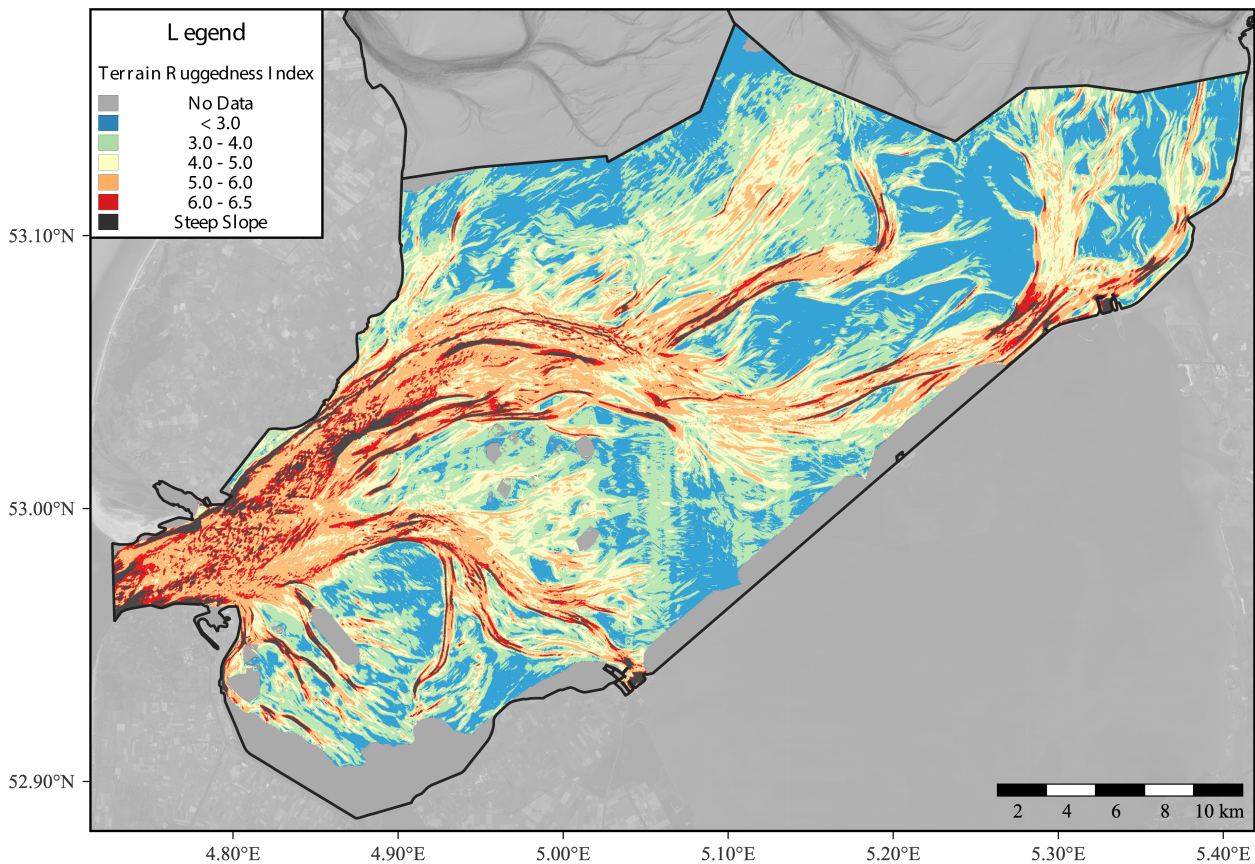 Legend
Terrain Ruggedness Index
No Data
< 3.0
3.0 - 4.0
4.0 - 5.0
5.0 - 6.0
6.0 - 6.5
Steep Slope
53.10°N
53.00°N
52.90°N
2 4 6 8 10 km
4.80°E 4.90°E 5.00°E 5.10°E 5.20°E 5.30°E 5.40°E